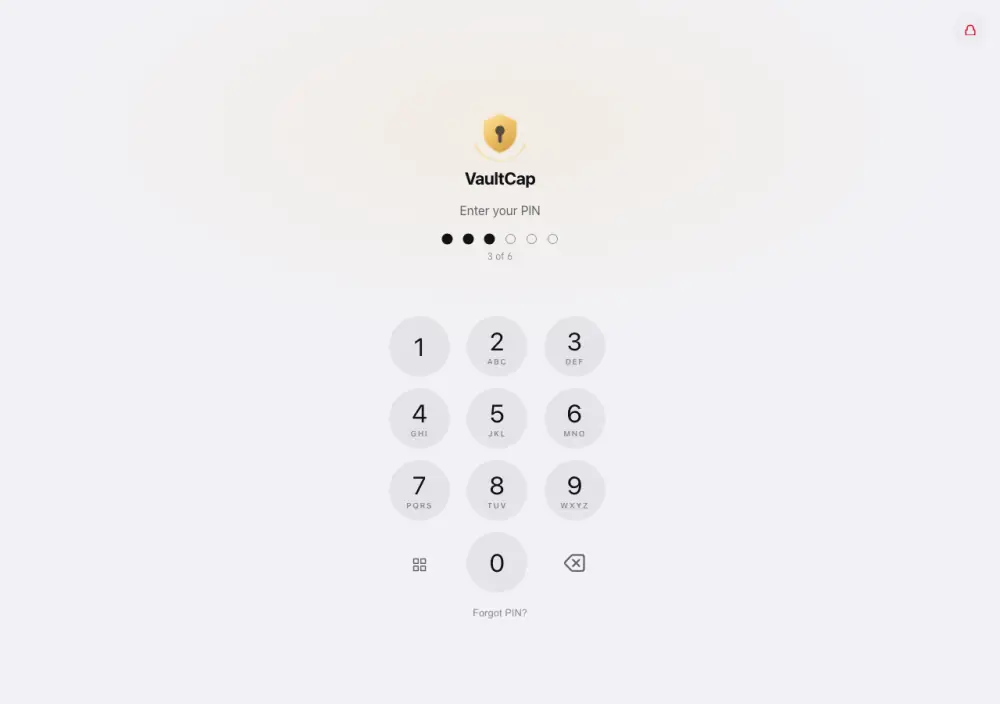 VaultCap
Enter your PIN
3 of 6
1 2 3
ABC DEF
4 5 6
GHI JKL MNO
7 8 9
PQRS TUV WXYZ
0
Forgot PIN?